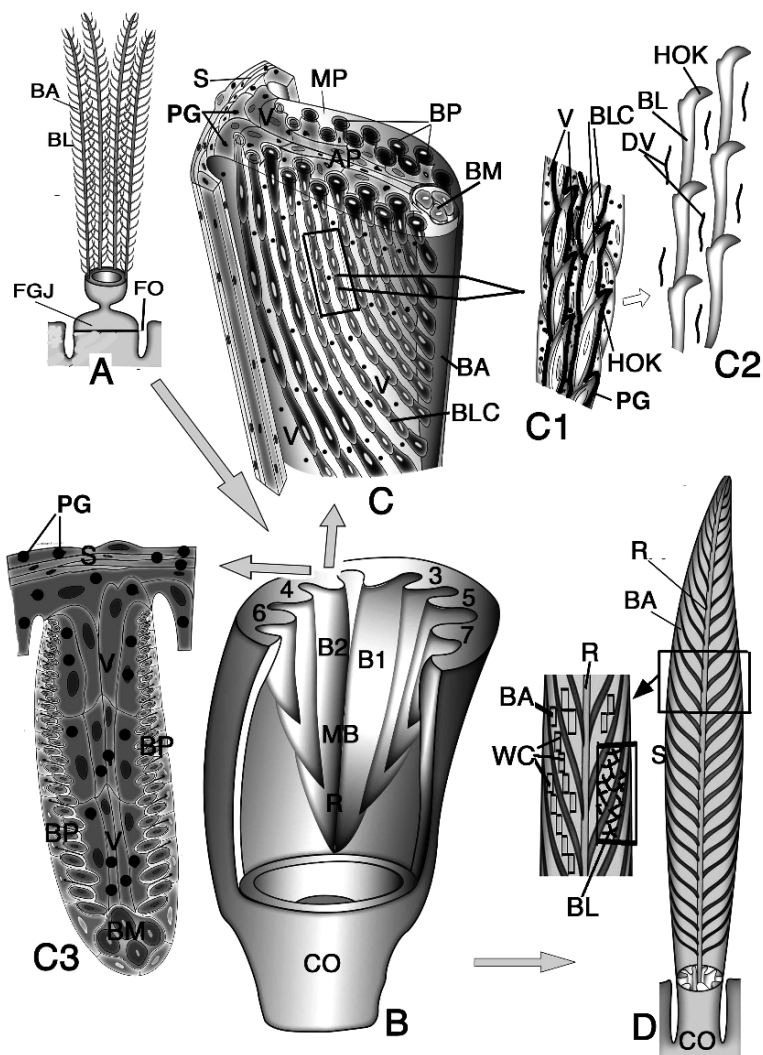 BA
BL
FGJ
FO
A
S
MP
PG
V
BP
AP
BM
V
BA
V
BLC
C
V
BLC
HOK
PG
C1
HOK
BL
DV
C2
PG
S
V
BP
V
BP
V
BM
C3
4
3
6
5
7
B2
B1
MB
R
CO
B
R
BA
R
BA
WC
S
BL
D
CO